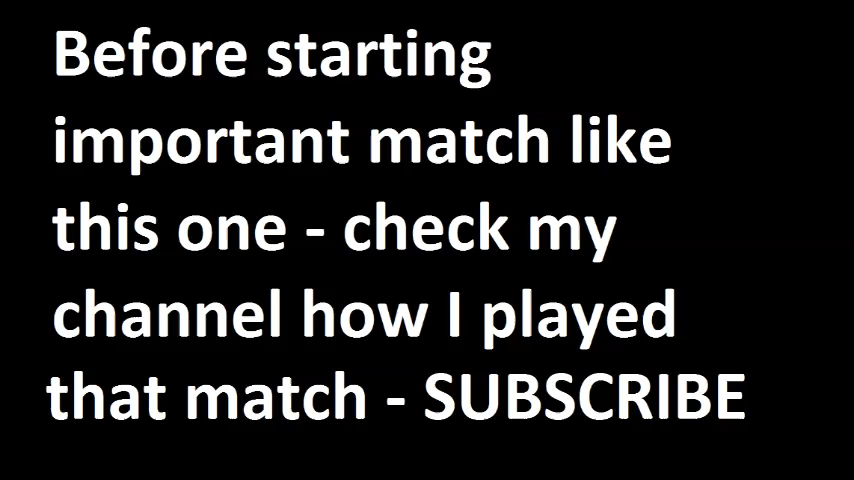 Before starting
important match like
this one - check my
channel how I played
that match - SUBSCRIBE